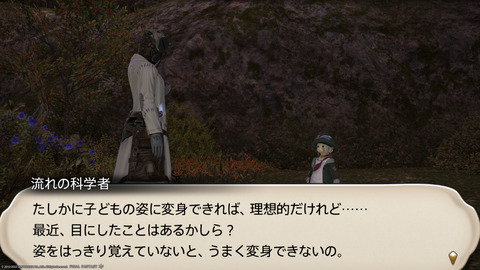 流れの科学者
たしかに子どもの姿に変身できれば、理想的だけれど……
最近、目にしたことはあるかしら？
姿をはっきり覚えていないと、うまく変身できないの。
FINAL FANTASY XIV